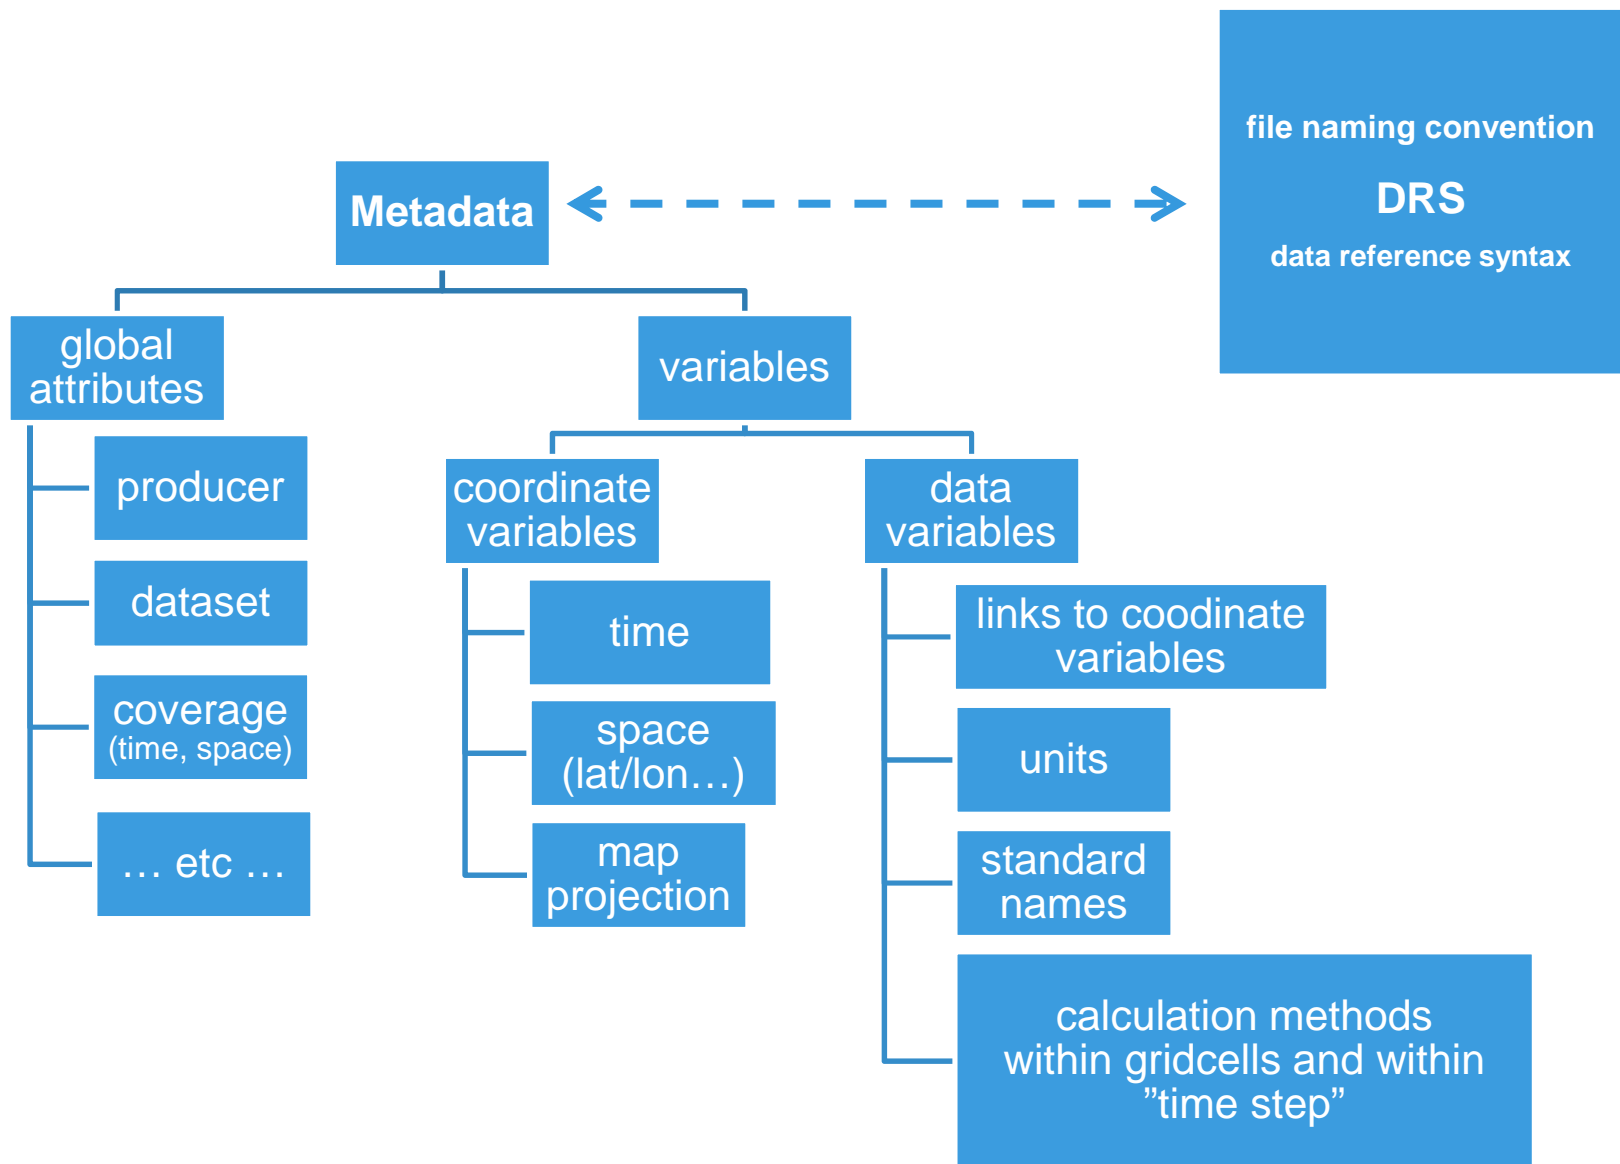 file naming convention
DRS
data reference syntax
Metadata
global
attributes
producer
dataset
coverage
(time, space)
… etc …
variables
coordinate
variables
time
space
(lat/lon…)
map
projection
data
variables
links to coodinate
variables
units
standard
names
calculation methods
within gridcells and within
”time step”